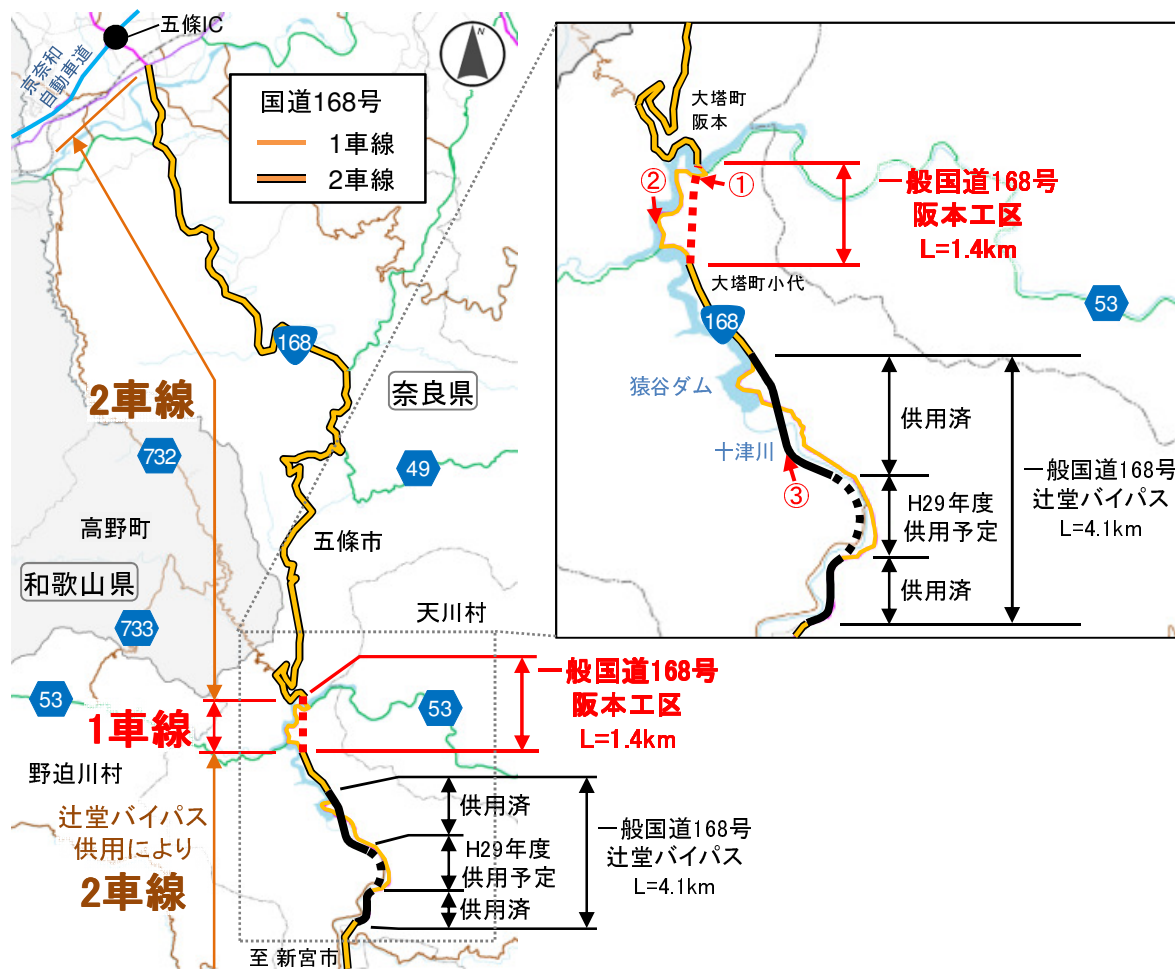 五條IC
京奈和
自動車道
N
国道168号
1車線
2車線
168
奈良県
2車線
732
49
高野町
五條市
和歌山県
天川村
733
53
1車線
53
野迫川村
辻堂バイパス
供用により
2車線
至 新宮市
一般国道168号
阪本工区
L=1.4km
供用済
H29年度
供用予定
供用済
一般国道168号
辻堂バイパス
L=4.1km
大塔町
阪本
②
①
一般国道168号
阪本工区
L=1.4km
大塔町小代
53
168
猿谷ダム
十津川
③
供用済
H29年度
供用予定
供用済
一般国道168号
辻堂バイパス
L=4.1km